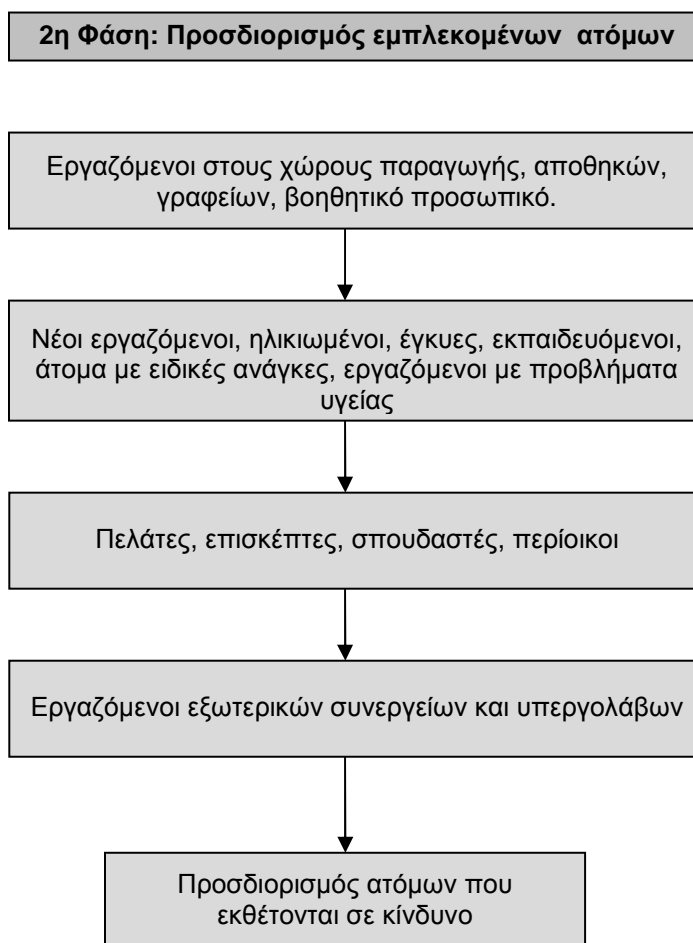 2η Φάση: Προσδιορισμός εμπλεκομένων ατόμων
Εργαζόμενοι στους χώρους παραγωγής, αποθηκών,
γραφείων, βοηθητικό προσωπικό.
Νέοι εργαζόμενοι, ηλικιωμένοι, έγκυες, εκπαιδευόμενοι,
άτομα με ειδικές ανάγκες, εργαζόμενοι με προβλήματα
υγείας
Πελάτες, επισκέπτες, σπουδαστές, περίοικοι
Εργαζόμενοι εξωτερικών συνεργείων και υπεργολάβων
Προσδιορισμός ατόμων που
εκθέτονται σε κίνδυνο